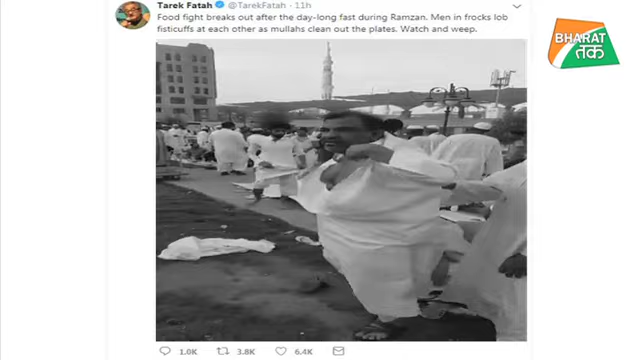 Tarek Fatah @TarekFatah · 11h
Food fight breaks out after the day-long fast during Ramzan. Men in frocks lob
fisticuffs at each other as mullahs clean out the plates. Watch and weep.
BHARAT
तक
1.0K 3.8K 6.4K